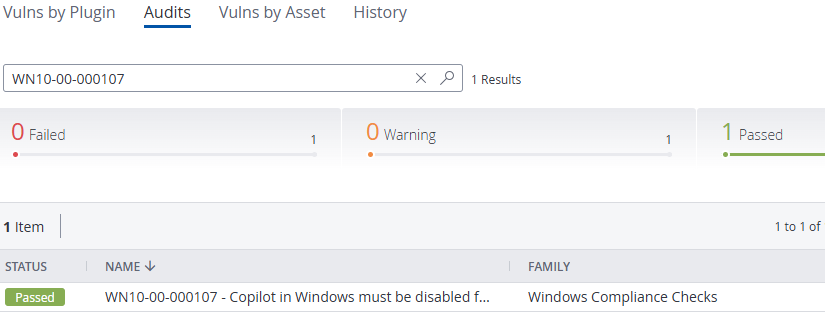 Vulns by Plugin Audits Vulns by Asset History
WN10-00-000107 1 Results
0 Failed 1 0 Warning 1 1 Passed
1 Item 1 to 1 of
STATUS NAME FAMILY
Passed WN10-00-000107 - Copilot in Windows must be disabled f... Windows Compliance Checks